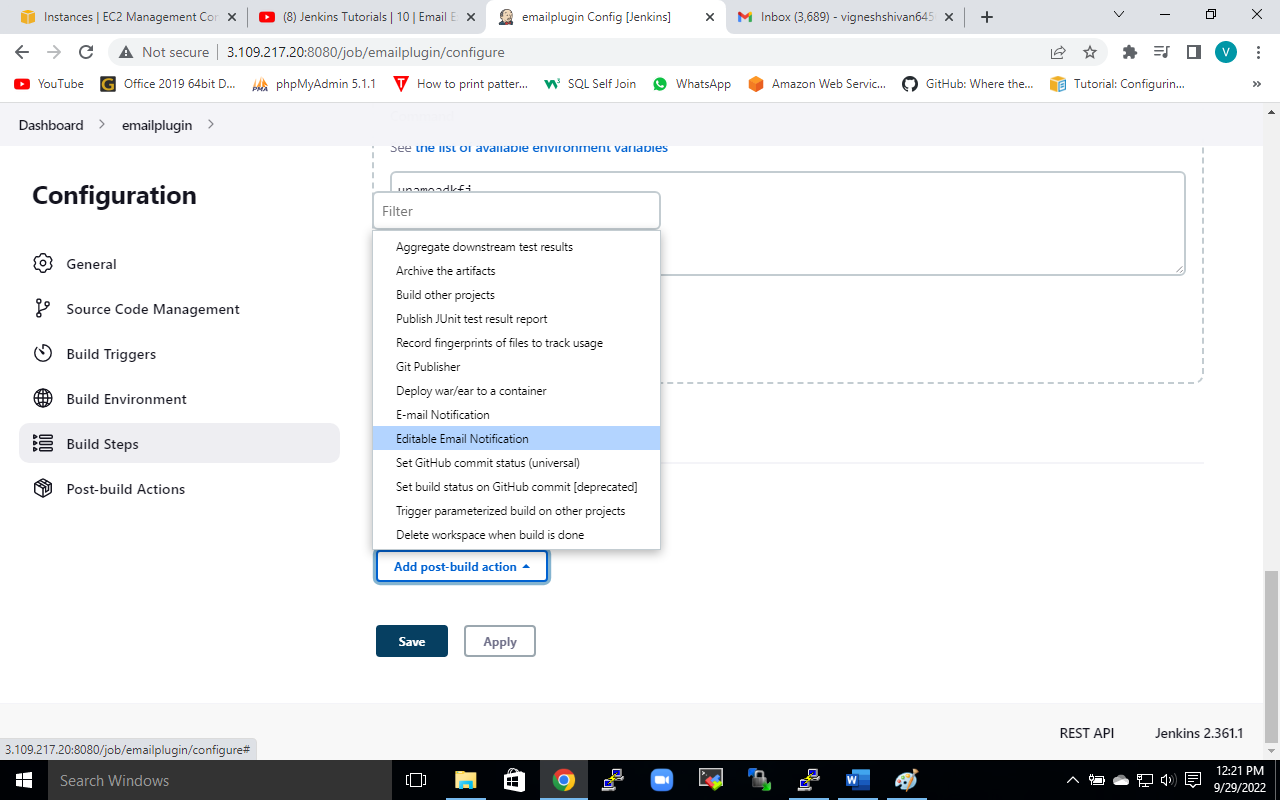 Instances | EC2 Management Con
(8) Jenkins Tutorials | 10 | Email E
emailplugin Config [Jenkins]
Inbox (3,689) - vigneshshivan645
Not secure
3.109.217.20:8080/job/emailplugin/configure
V
YouTube
G
Office 2019 64bit D...
PMA
phpMyAdmin 5.1.1
How to print patter...
SQL Self Join
WhatsApp
Amazon Web Servic...
GitHub: Where the...
Tutorial: Configurin...
»
Dashboard
emailplugin
See the list of available environment variables
Configuration
unameadkfj
Filter
General
Source Code Management
Build Triggers
Build Environment
Build Steps
Post-build Actions
Aggregate downstream test results
Archive the artifacts
Build other projects
Publish JUnit test result report
Record fingerprints of files to track usage
Git Publisher
Deploy war/ear to a container
E-mail Notification
Editable Email Notification
Set GitHub commit status (universal)
Set build status on GitHub commit [deprecated]
Trigger parameterized build on other projects
Delete workspace when build is done
Add post-build action
Save
Apply
REST API
Jenkins 2.361.1
3.109.217.20:8080/job/emailplugin/configure#
Search Windows
12:21 PM
9/29/2022